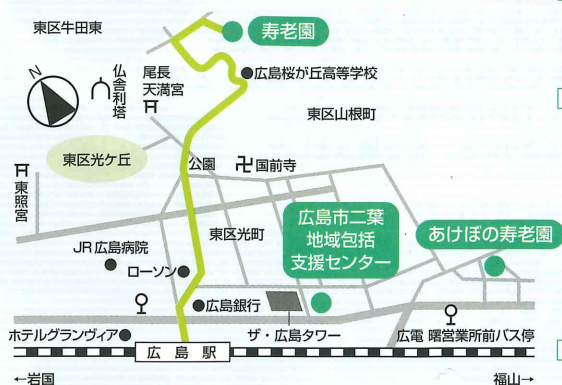 東区牛田東
寿老園
N
仏舎利塔
尾長
天満宮
広島桜が丘高等学校
東区山根町
東区光ケ丘
公園
国前寺
東照宮
東区光町
広島市二葉
地域包括
支援センター
あけぼの寿老園
JR広島病院
ローソン
広島銀行
ホテルグランヴィア
ザ・広島タワー
広電 曙営業所前バス停
広島駅
←岩国
福山→